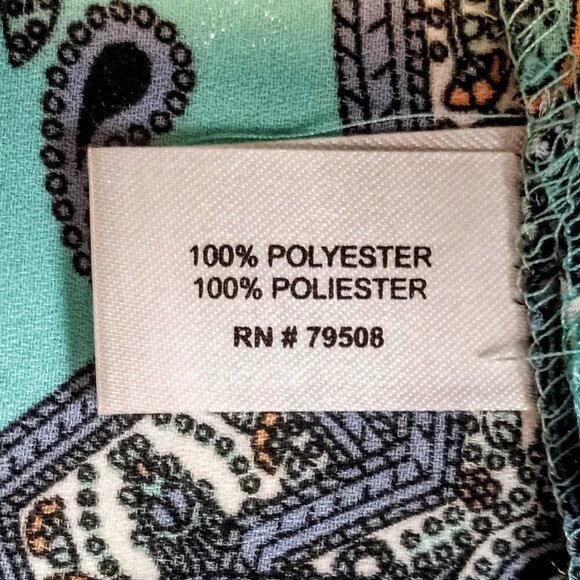 100% POLYESTER
100% POLIESTER
RN # 79508